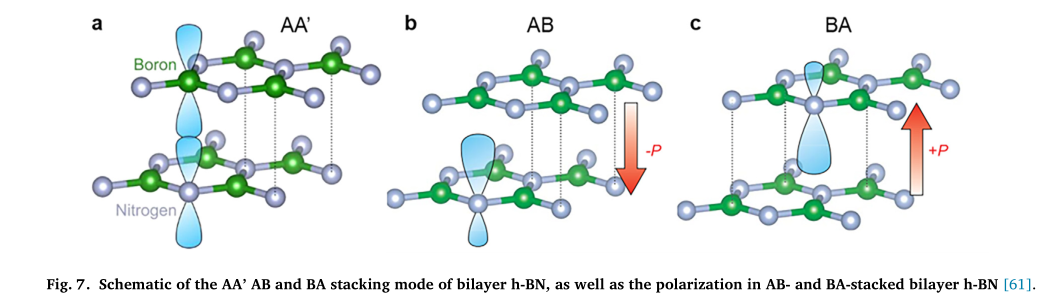 a
AA'
b
AB
c
BA
Boron
-P
+P
Nitrogen
Fig. 7. Schematic of the AA' AB and BA stacking mode of bilayer h-BN, as well as the polarization in AB- and BA-stacked bilayer h-BN [61].